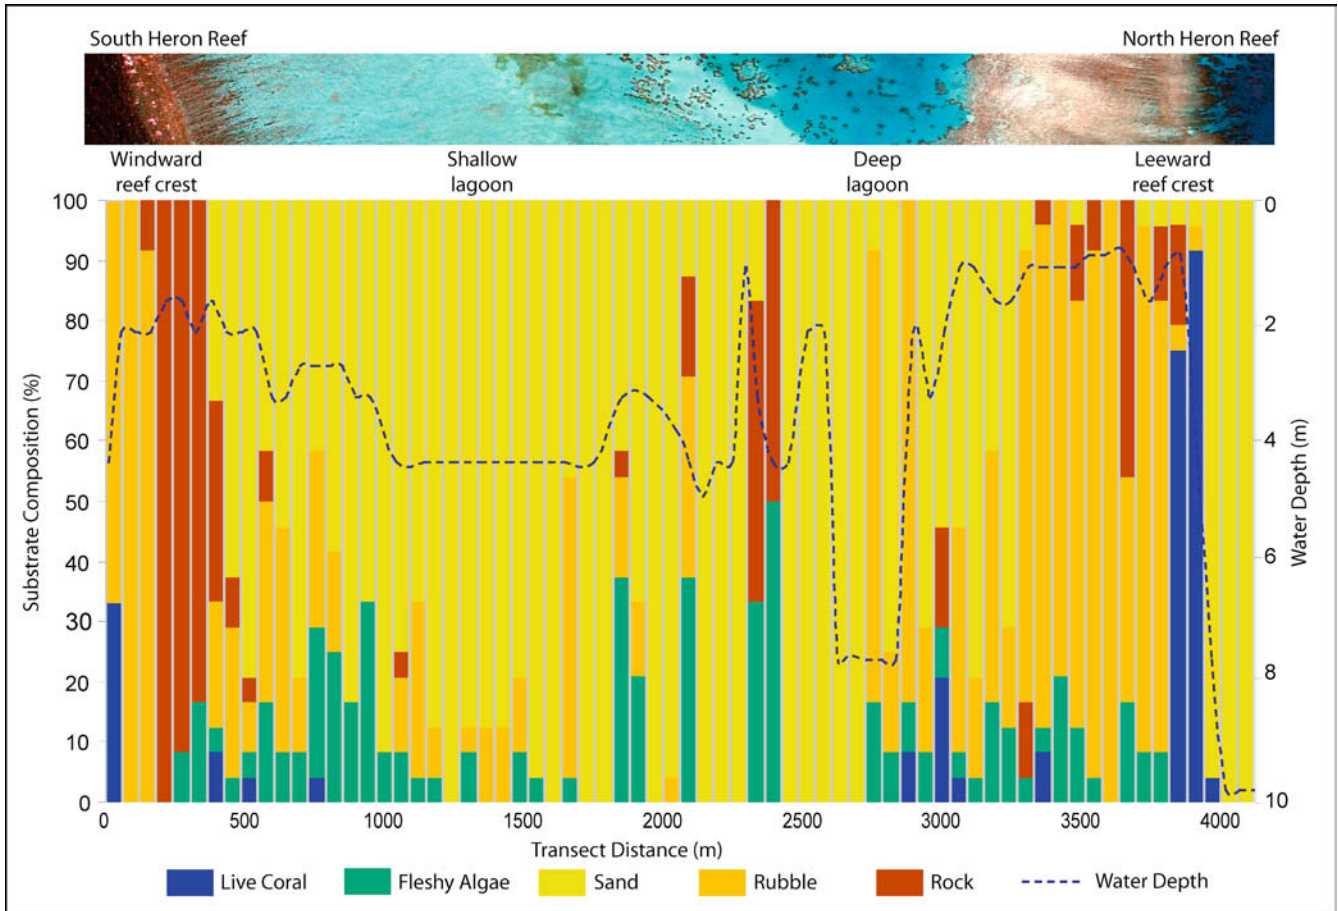 South Heron Reef
North Heron Reef
Windward
reef crest
Shallow
lagoon
Deep
lagoon
Leeward
reef crest
100
90
80
70
60
50
40
30
20
10
0
Substrate Composition (%)
0
2
4
6
8
10
Water Depth (m)
0
500
1000
1500
2000
2500
3000
3500
4000
Transect Distance (m)
Live Coral
Fleshy Algae
Sand
Rubble
Rock
Water Depth